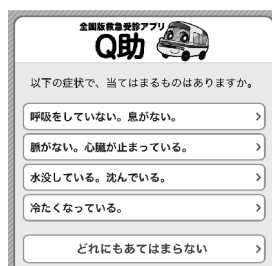 全国版救急受診アプリ
Q助
以下の症状で、当てはまるものはありますか。
呼吸をしていない。息がない。
脈がない。心臓が止まっている。
水没している。沈んでいる。
冷たくなっている。
どれにもあてはまらない